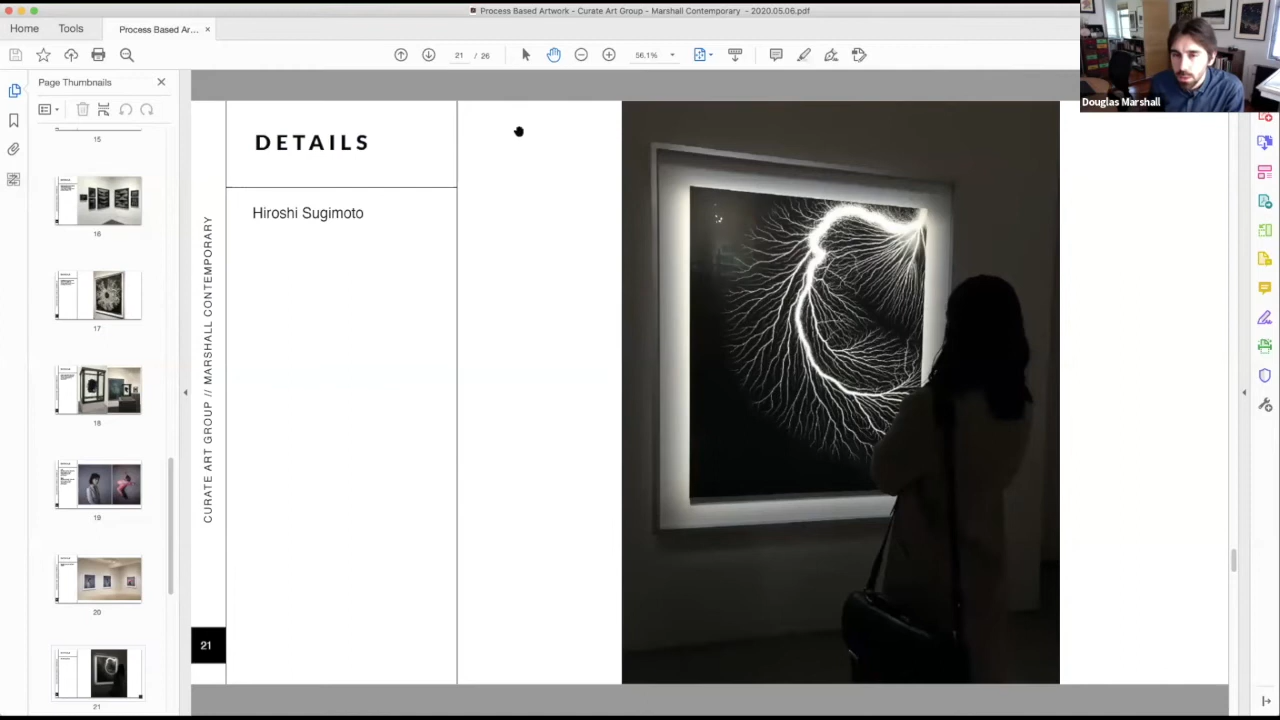 Process Based Artwork - Curate Art Group - Marshall Contemporary - 2020.05.06.pdf
Home
Tools
Process Based Ar...
21 / 26
56.1%
Douglas Marshall
Page Thumbnails
15
16
17
18
19
20
21
CURATE ART GROUP // MARSHALL CONTEMPORARY
21
DETAILS
Hiroshi Sugimoto